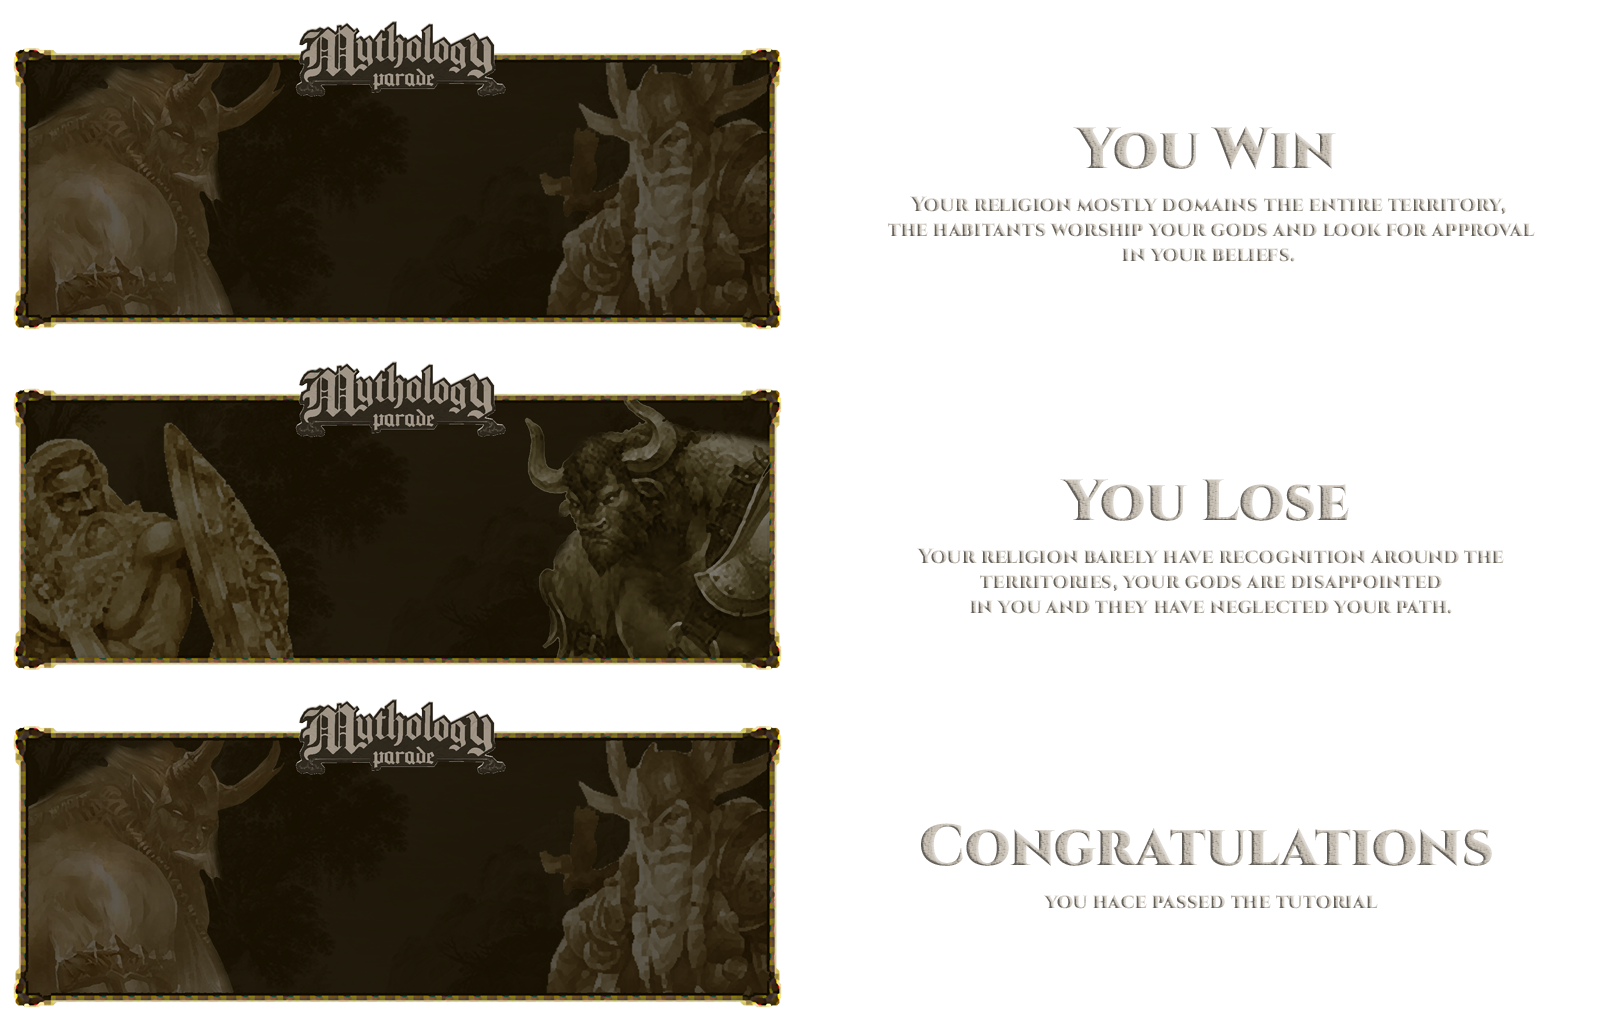 Mythology
parade
You Win
Your religion mostly domains the entire territory,
the habitants worship your gods and look for approval
in your beliefs.
Mythology
parade
You Lose
Your religion barely have recognition around the
territories, your gods are disappointed
in you and they have neglected your path.
Mythology
parade
Congratulations
you hace passed the tutorial